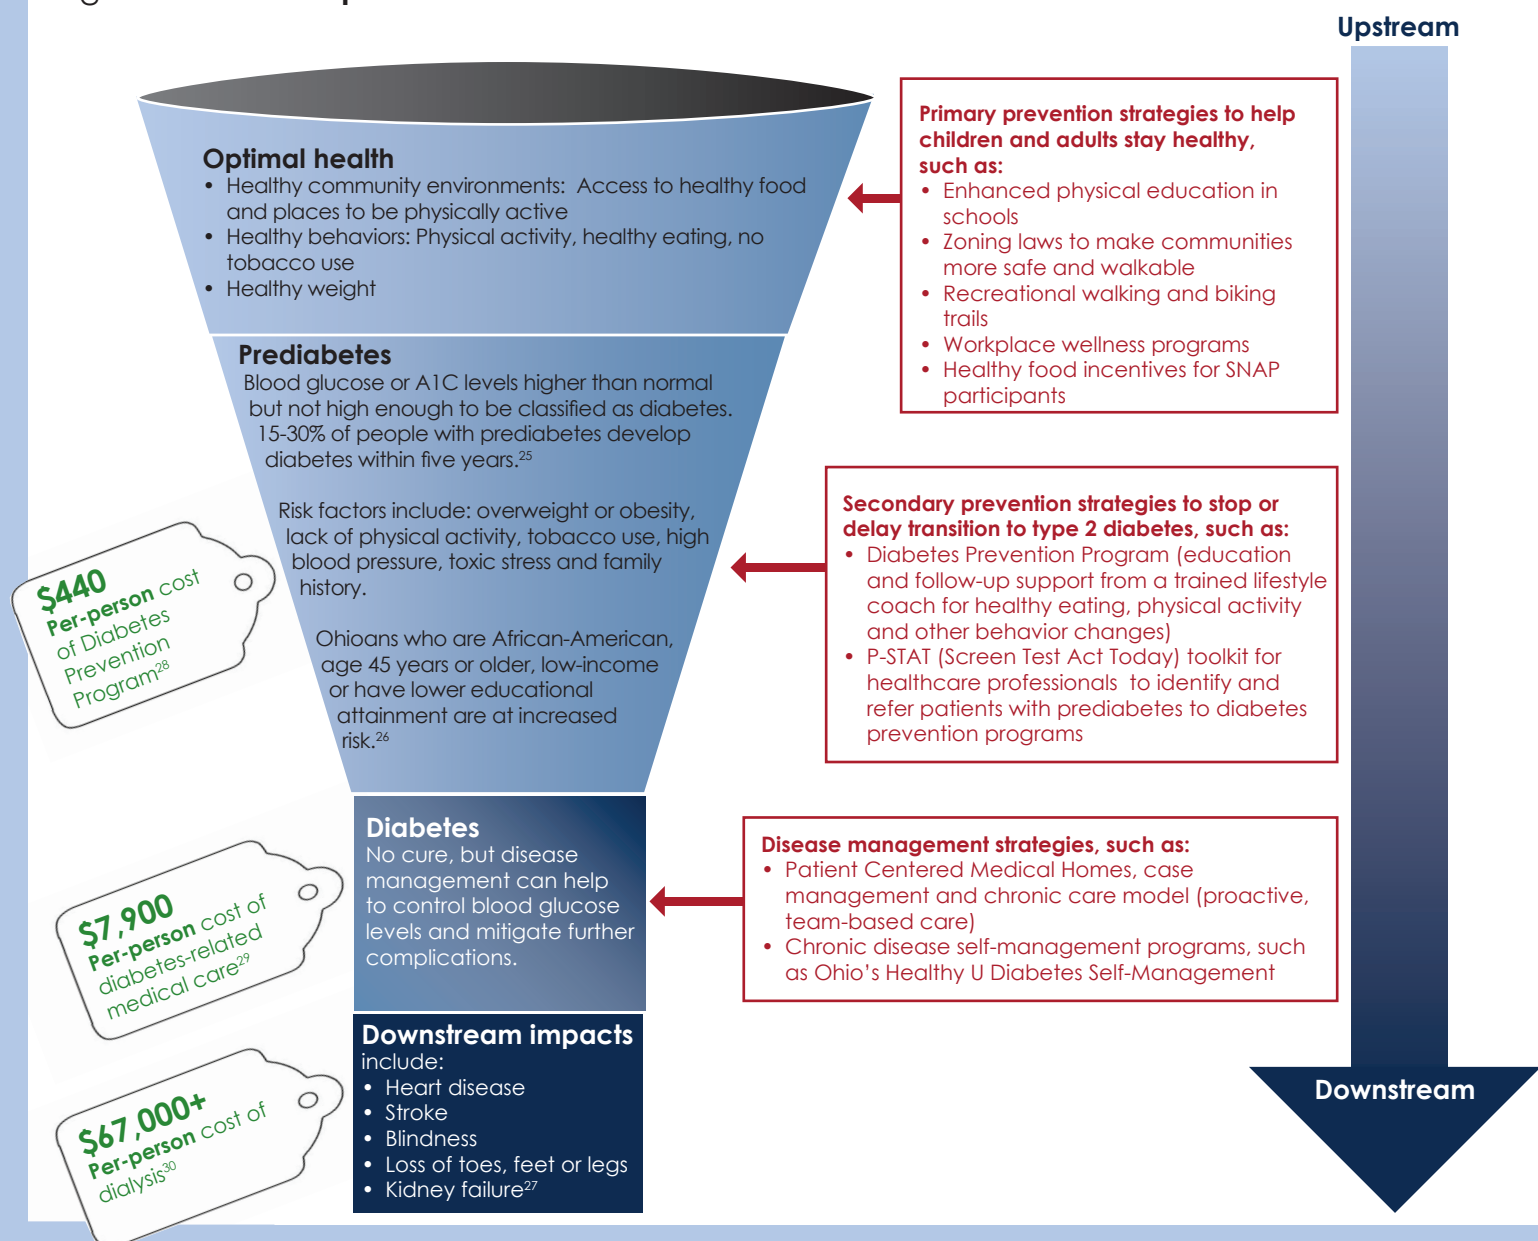 Upstream
Optimal health
• Healthy community environments:  Access to healthy food
and places to be physically active
• Healthy behaviors: Physical activity, healthy eating, no
tobacco use
• Healthy weight
Primary prevention strategies to help
children and adults stay healthy,
such as:
• Enhanced physical education in
schools
• Zoning laws to make communities
more safe and walkable
• Recreational walking and biking
trails
• Workplace wellness programs
• Healthy food incentives for SNAP
participants
Prediabetes
Blood glucose or A1C levels higher than normal
but not high enough to be classified as diabetes.
15-30% of people with prediabetes develop
diabetes within five years.25
Risk factors include: overweight or obesity,
lack of physical activity, tobacco use, high
blood pressure, toxic stress and family
history.
Ohioans who are African-American,
age 45 years or older, low-income
or have lower educational
attainment are at increased
risk.26
Secondary prevention strategies to stop or
delay transition to type 2 diabetes, such as:
• Diabetes Prevention Program (education
and follow-up support from a trained lifestyle
coach for healthy eating, physical activity
and other behavior changes)
• P-STAT (Screen Test Act Today) toolkit for
healthcare professionals  to identify and
refer patients with prediabetes to diabetes
prevention programs
$440
Per-person cost
of Diabetes
Prevention
Program28
Diabetes
No cure, but disease
management can help
to control blood glucose
levels and mitigate further
complications.
Disease management strategies, such as:
• Patient Centered Medical Homes, case
management and chronic care model (proactive,
team-based care)
• Chronic disease self-management programs, such
as Ohio's Healthy U Diabetes Self-Management
$7,900
Per-person cost of
diabetes-related
medical care29
Downstream impacts
include:
• Heart disease
• Stroke
• Blindness
• Loss of toes, feet or legs
• Kidney failure27
$67,000+
Per-person cost of
dialysis30
Downstream